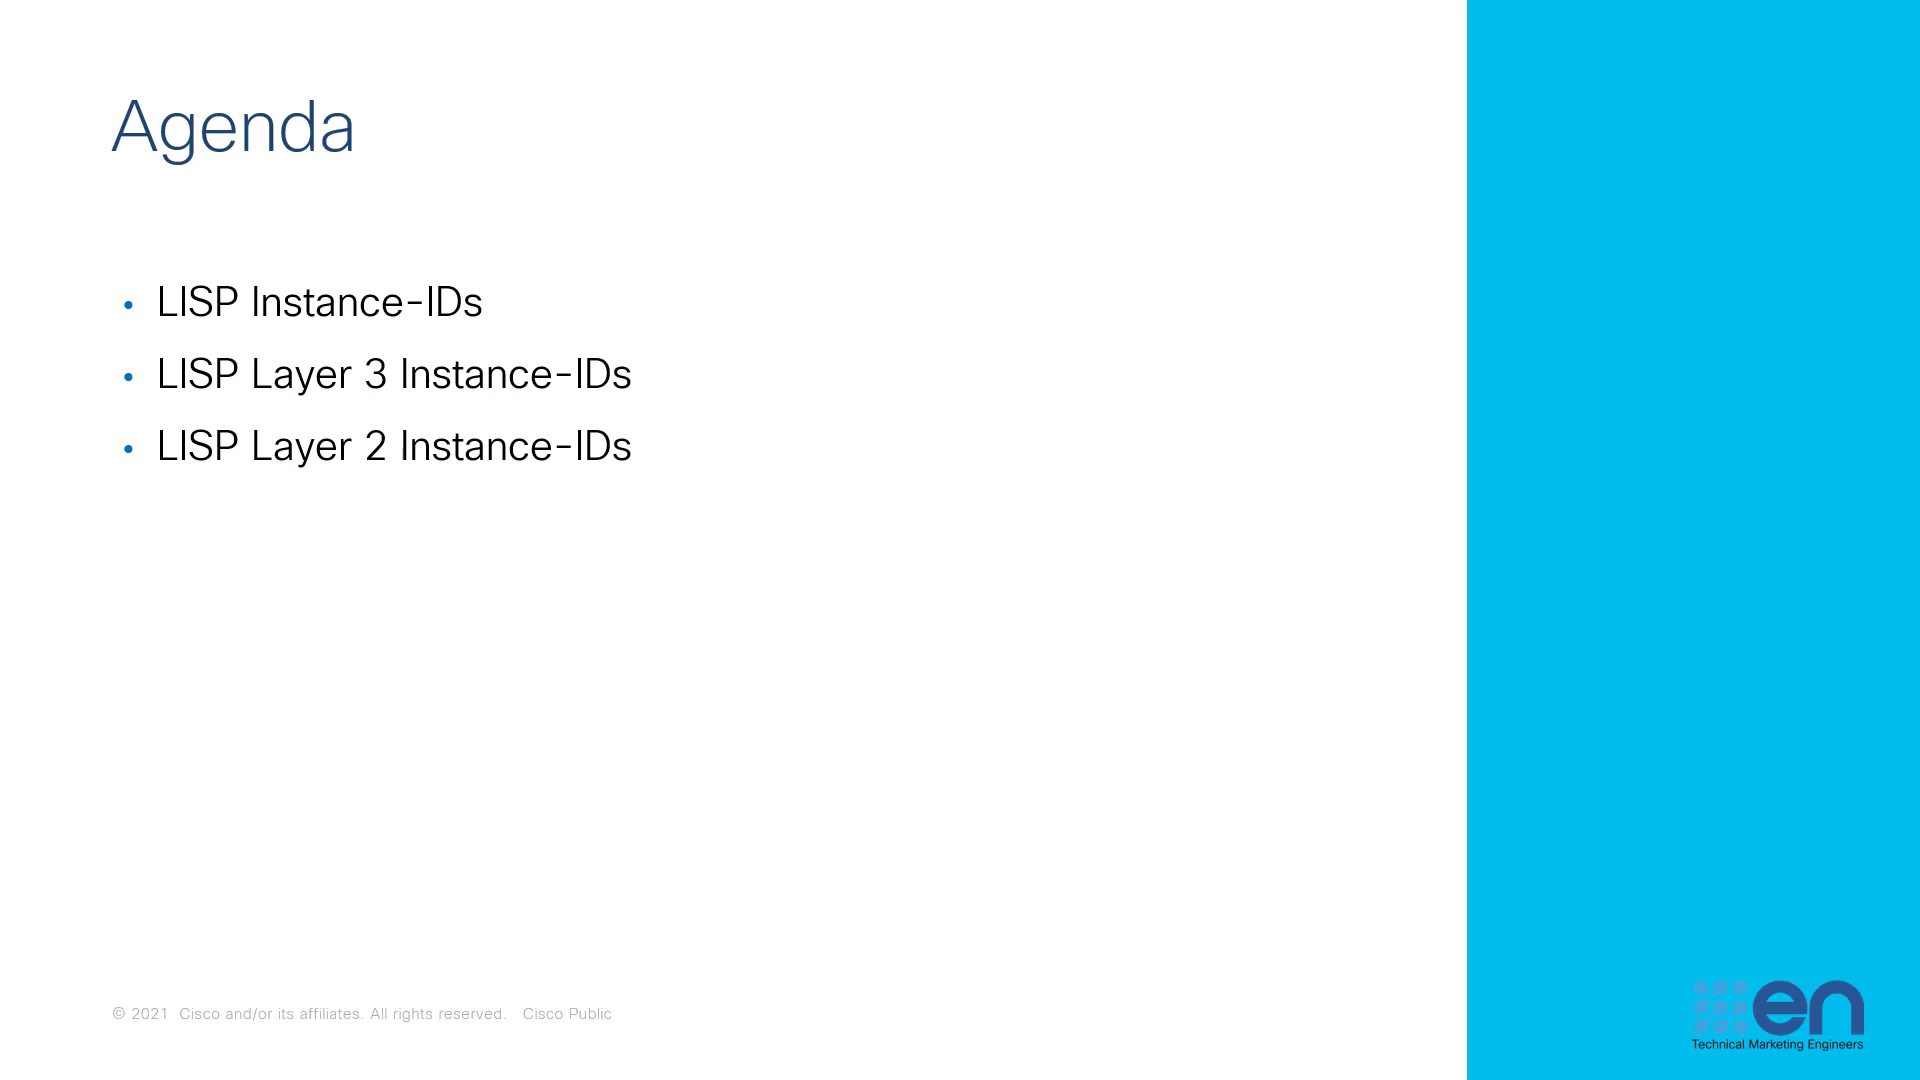 Agenda
• LISP Instance-IDs
• LISP Layer 3 Instance-IDs
• LISP Layer 2 Instance-IDs
© 2021 Cisco and/or its affiliates. All rights reserved. Cisco Public
en
Technical Marketing Engineers